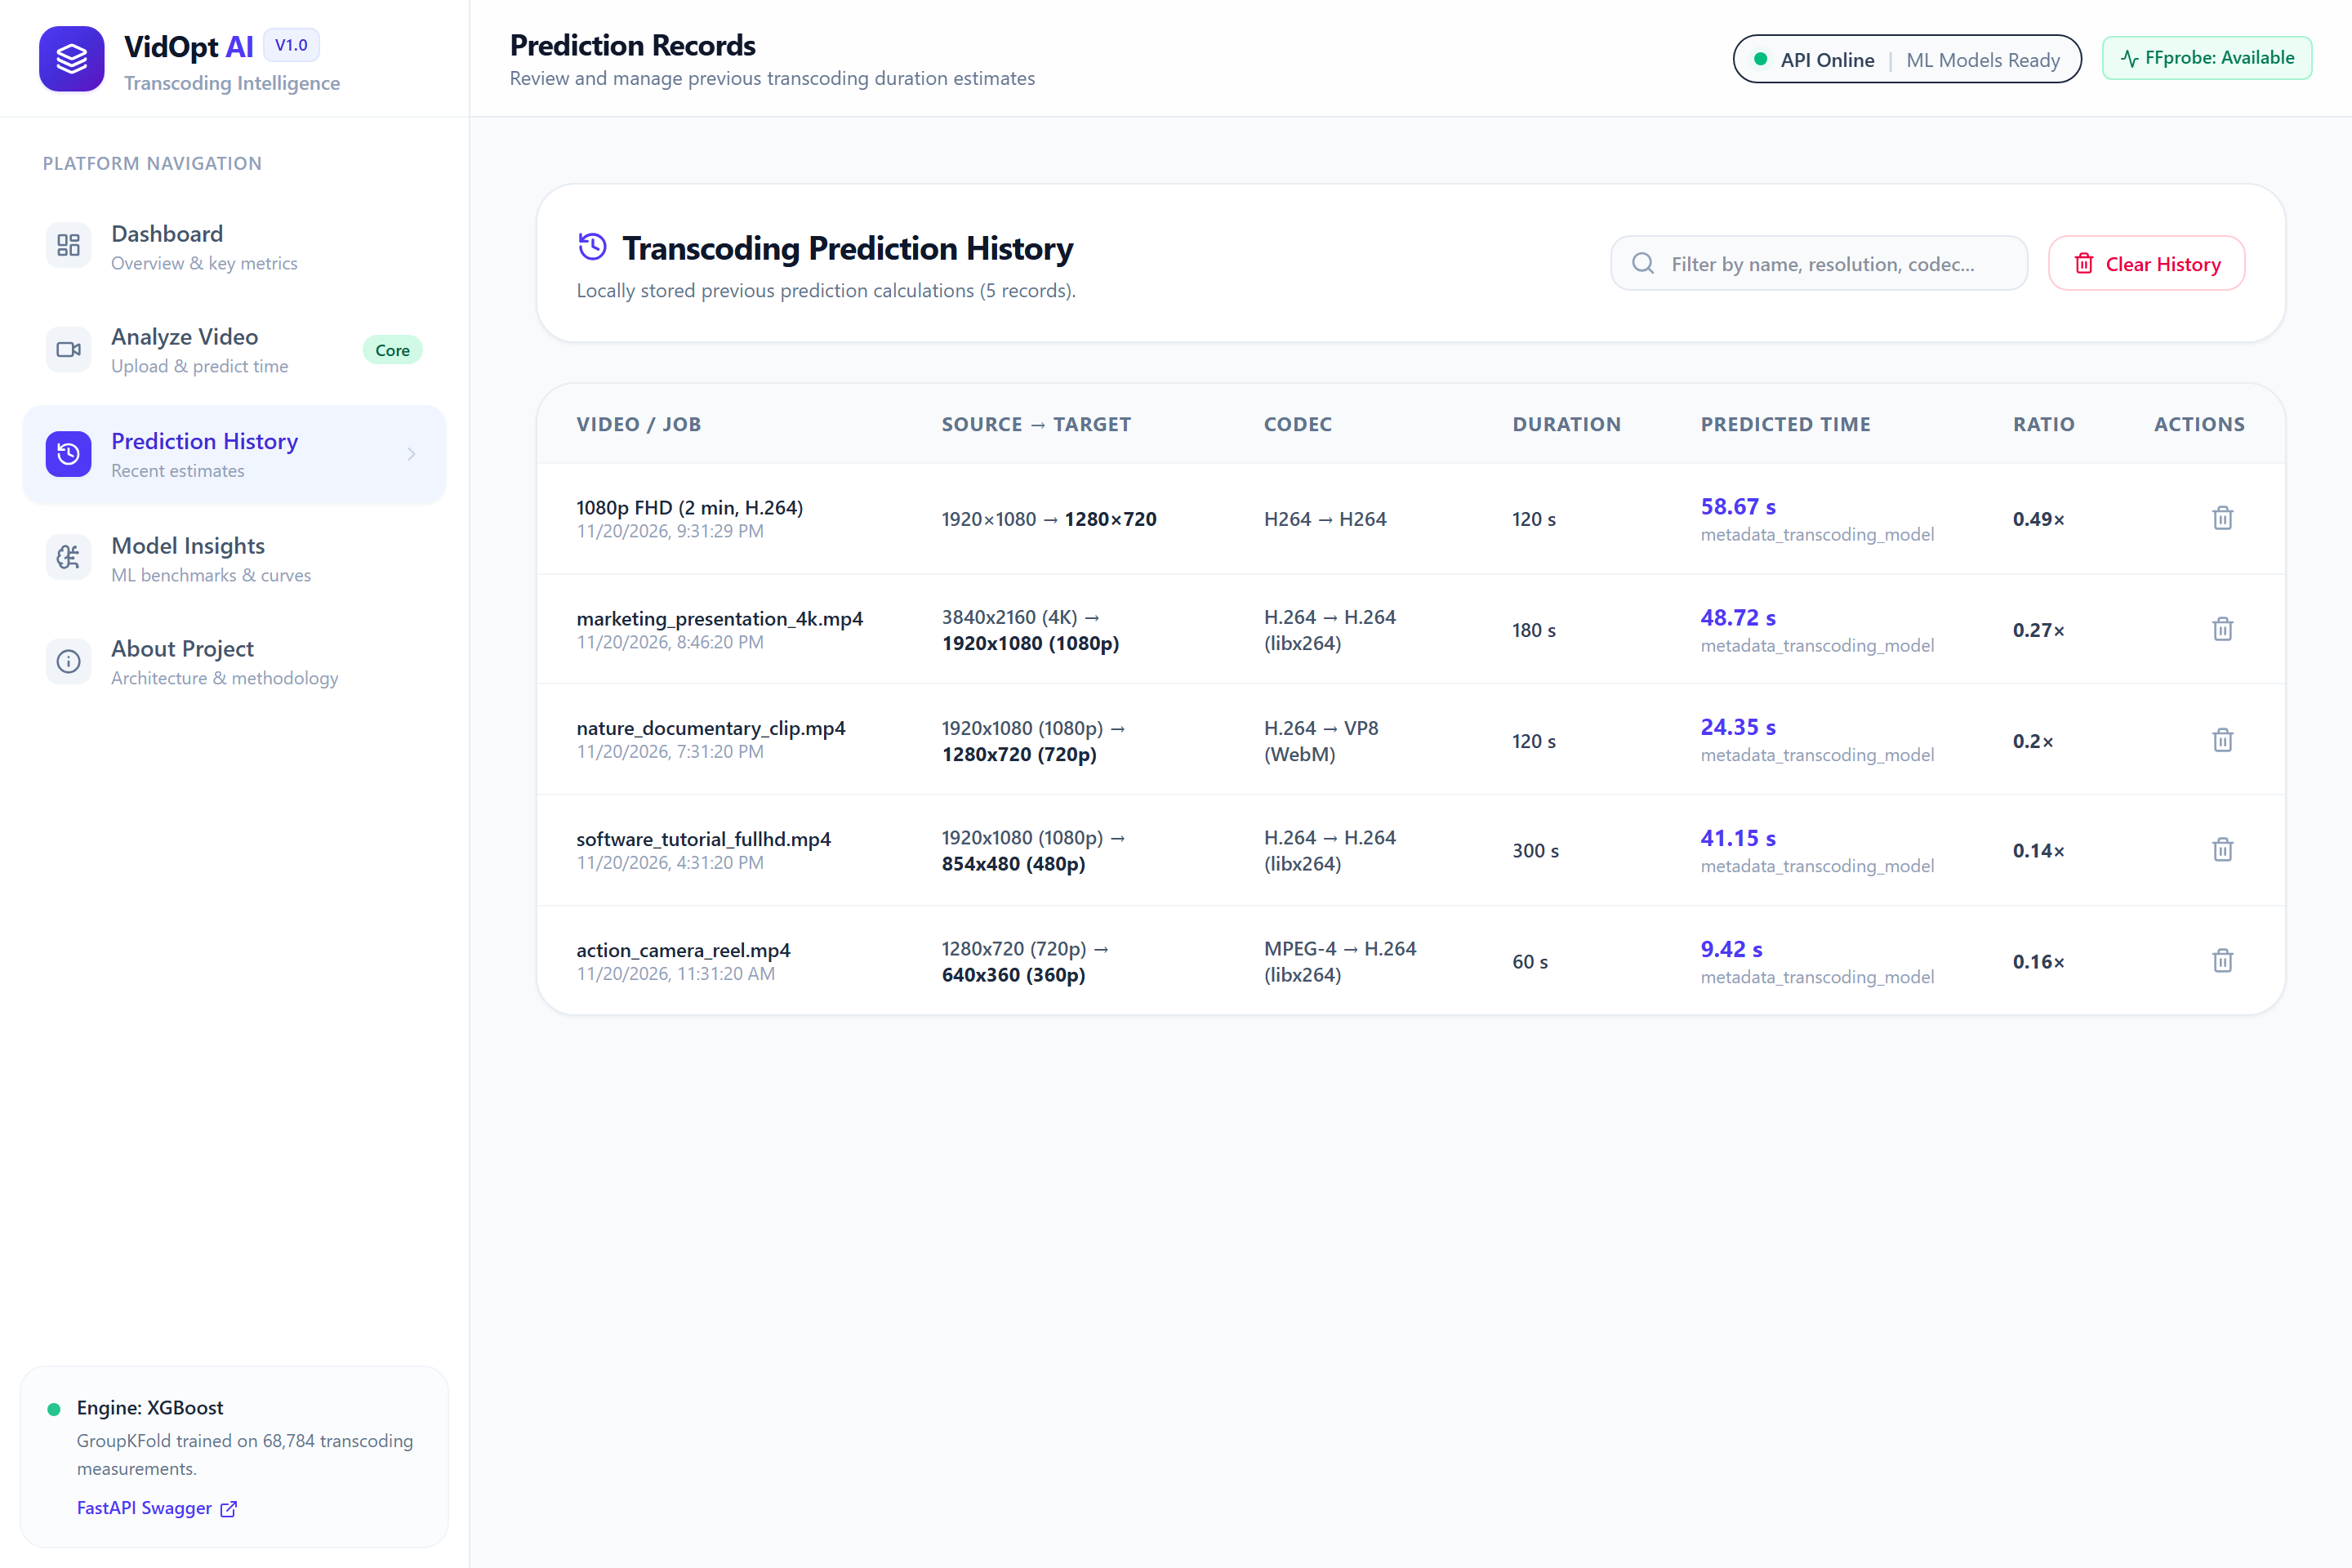 VidOpt AI V1.0
Transcoding Intelligence
PLATFORM NAVIGATION
Dashboard
Overview & key metrics
Analyze Video
Upload & predict time
Core
Prediction History
Recent estimates
Model Insights
ML benchmarks & curves
About Project
Architecture & methodology
Engine: XGBoost
GroupKFold trained on 68,784 transcoding
measurements.
FastAPI Swagger
Prediction Records
Review and manage previous transcoding duration estimates
API Online | ML Models Ready
FFprobe: Available
Transcoding Prediction History
Locally stored previous prediction calculations (5 records).
Filter by name, resolution, codec...
Clear History
VIDEO / JOB SOURCE → TARGET CODEC DURATION PREDICTED TIME RATIO ACTIONS
1080p FHD (2 min, H.264)
11/20/2026, 9:31:29 PM
1920×1080 → 1280×720
H264 → H264
120 s
58.67 s
metadata_transcoding_model
0.49×
marketing_presentation_4k.mp4
11/20/2026, 8:46:20 PM
3840x2160 (4K) →
1920x1080 (1080p)
H.264 → H.264
(libx264)
180 s
48.72 s
metadata_transcoding_model
0.27×
nature_documentary_clip.mp4
11/20/2026, 7:31:20 PM
1920x1080 (1080p) →
1280x720 (720p)
H.264 → VP8
(WebM)
120 s
24.35 s
metadata_transcoding_model
0.2×
software_tutorial_fullhd.mp4
11/20/2026, 4:31:20 PM
1920x1080 (1080p) →
854x480 (480p)
H.264 → H.264
(libx264)
300 s
41.15 s
metadata_transcoding_model
0.14×
action_camera_reel.mp4
11/20/2026, 11:31:20 AM
1280x720 (720p) →
640x360 (360p)
MPEG-4 → H.264
(libx264)
60 s
9.42 s
metadata_transcoding_model
0.16×